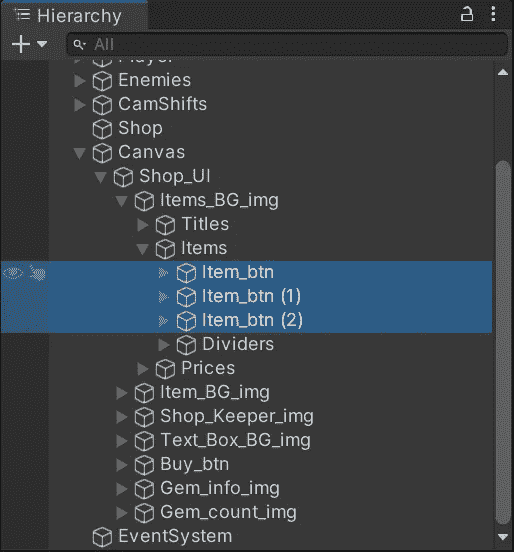 Hierarchy
All
Player
Enemies
CamShifts
Shop
Canvas
Shop_UI
Items_BG_img
Titles
Items
Item_btn
Item_btn (1)
Item_btn (2)
Dividers
Prices
Item_BG_img
Shop_Keeper_img
Text_Box_BG_img
Buy_btn
Gem_info_img
Gem_count_img
EventSystem